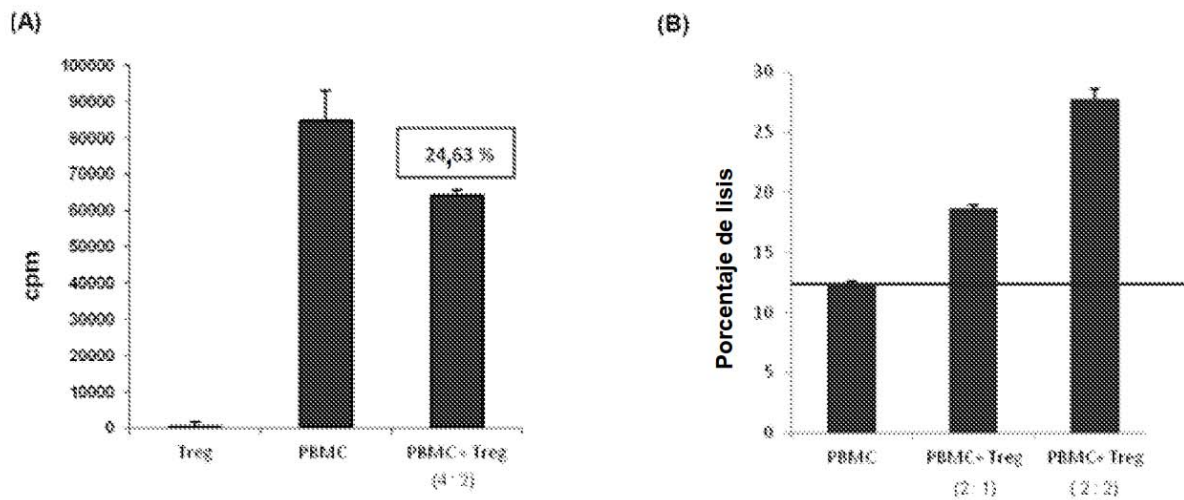 (A)
100000
90000
80000
70000
60000
50000
40000
30000
20000
10000
0
cpm
24,63 %
Treg
PBMC
PBMC+ Treg
(4 : 2)
(B)
30
25
20
15
10
5
0
Porcentaje de lisis
PBMC
PBMC+ Treg
(2 : 1)
PBMC+ Treg
( 2 : 2)